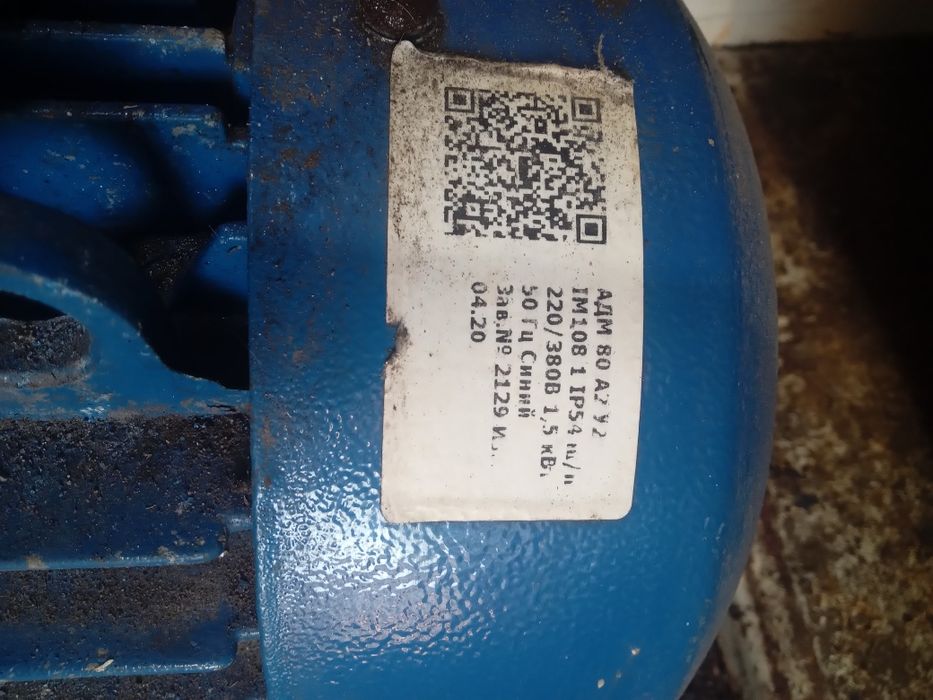 АДМ 80 А2 У2
IM108 1 IP54 ш/п
220/380В 1,5 кВт
50 Гц Синий
Зав.№ 2129
04.20